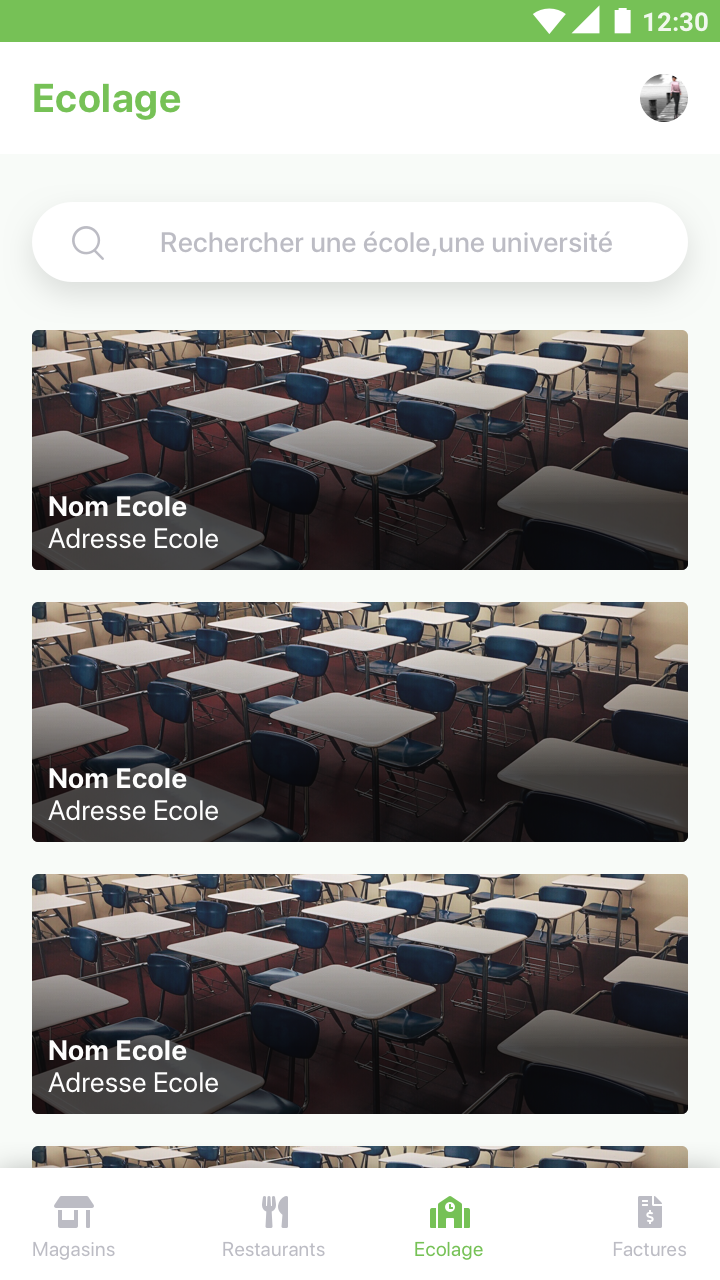 12:30
Ecolage
Rechercher une école,une université
Nom Ecole
Adresse Ecole
Nom Ecole
Adresse Ecole
Nom Ecole
Adresse Ecole
Magasins
Restaurants
Ecolage
Factures